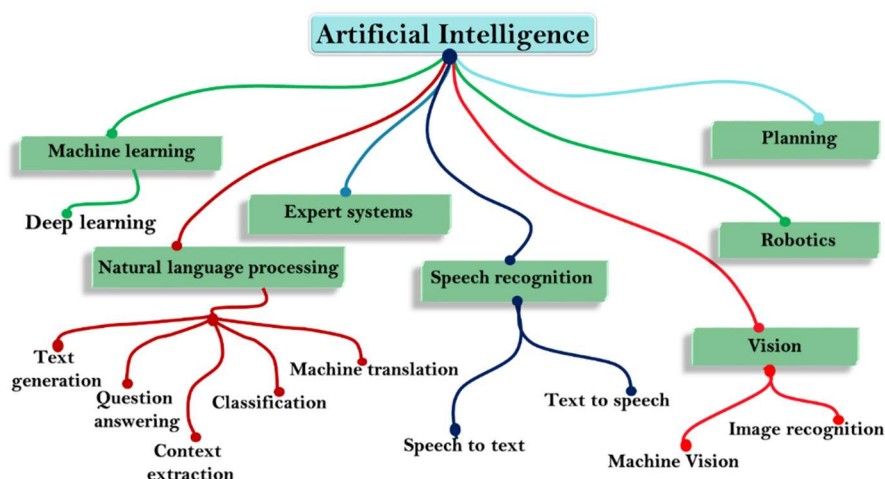 Artificial Intelligence
Machine learning
Planning
Deep learning
Expert systems
Robotics
Natural language processing
Speech recognition
Vision
Text
generation
Question
answering
Context
extraction
Classification
Machine translation
Speech to text
Text to speech
Machine Vision
Image recognition